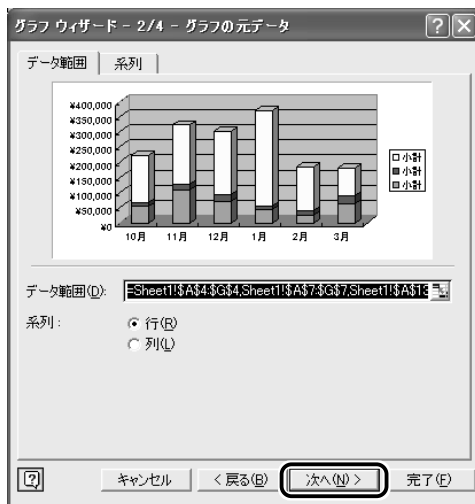 グラフ ウィザード - 2/4 - グラフの元データ
データ範囲 系列
¥400,000
¥350,000
¥300,000
¥250,000
¥200,000
¥150,000
¥100,000
¥50,000
¥0
10月 11月 12月 1月 2月 3月
小計
小計
小計
データ範囲(D): =Sheet1!$A$4:$G$4,Sheet1!$A$7:$G$7,Sheet1!$A$13
系列:
行(R)
列(L)
キャンセル < 戻る(B) 次へ(N) > 完了(F)